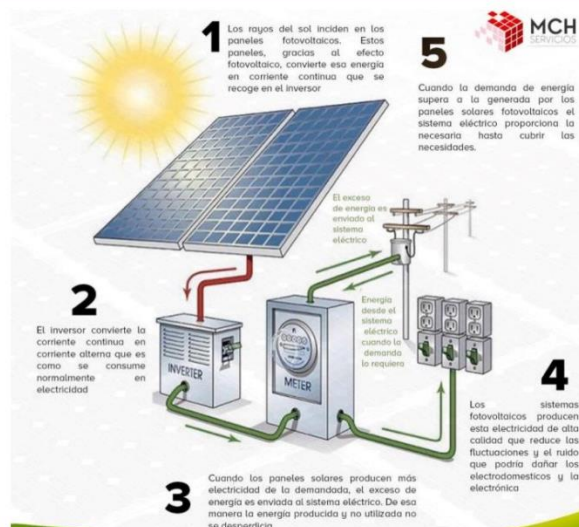 1
Los rayos del sol inciden en los
paneles fotovoltaicos. Estos
paneles, gracias al efecto
fotovoltaico, convierte esa energía
en corriente continua que se
recoge en el inversor
MCH
SERVICIOS
5
Cuando la demanda de energía
supera a la generada por los
paneles solares fotovoltaicos el
sistema eléctrico proporciona la
necesaria hasta cubrir las
necesidades.
El exceso
de energía es
enviado al
sistema
eléctrico
Energía
desde el
sistema
eléctrico
cuando la
demanda
lo requiera
2
El inversor convierte la
corriente continua en
corriente alterna que es
como se consume
normalmente en
electricidad
INVERTER
METER
4
Los sistemas
fotovoltaicos producen
esta electricidad de alta
calidad que reduce las
fluctuaciones y el ruido
que podría dañar los
electrodomesticos y la
electrónica
3
Cuando los paneles solares producen más
electricidad de la demandada, el exceso de
energía es enviada al sistema eléctrico. De esa
manera la energía producida y no utilizada no
se desperdicia